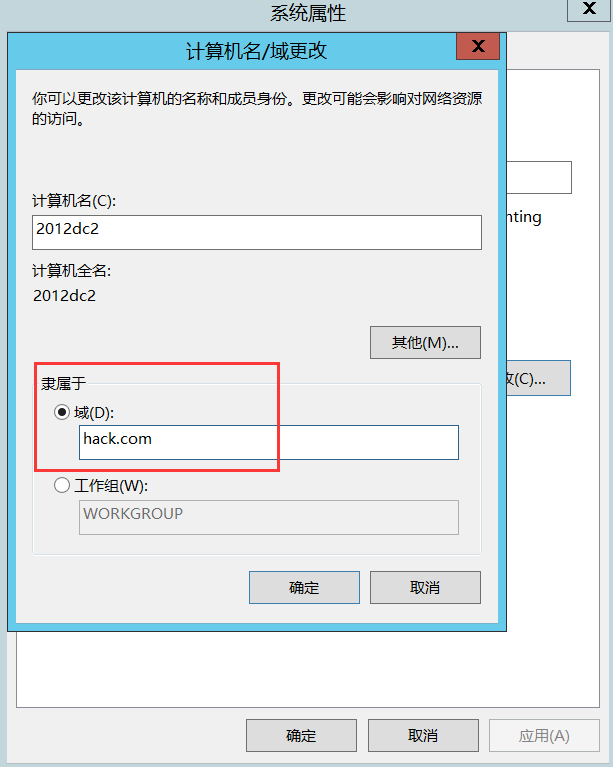 系统属性
计算机名/域更改
你可以更改该计算机的名称和成员身份。更改可能会影响对网络资源
的访问。
计算机名(C):
2012dc2
nting
计算机全名:
2012dc2
其他(M)...
改(C)...
隶属于
域(D):
hack.com
工作组(W):
WORKGROUP
确定
取消
确定
取消
应用(A)